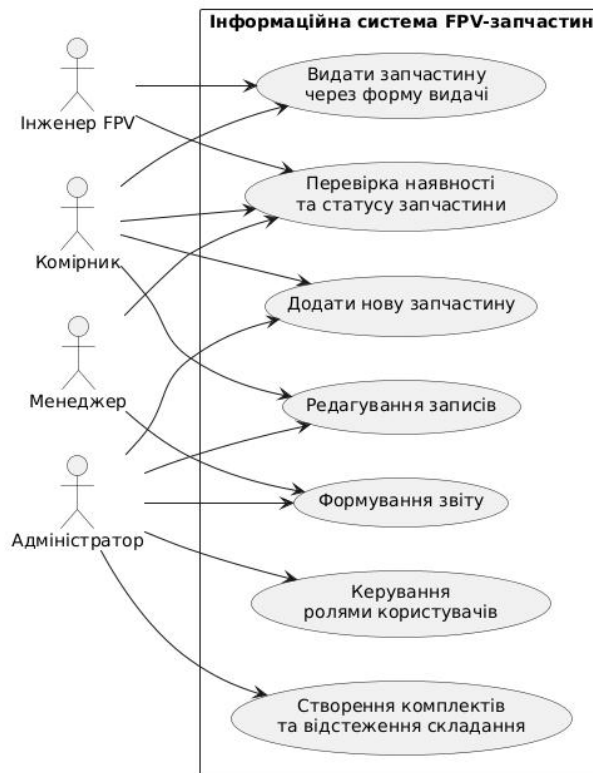 Інформаційна система FPV-запчастин
Інженер FPV
Видати запчастину
через форму видачі
Комірник
Перевірка наявності
та статусу запчастини
Менеджер
Додати нову запчастину
Редагування записів
Адміністратор
Формування звіту
Керування
ролями користувачів
Створення комплектів
та відстеження складання